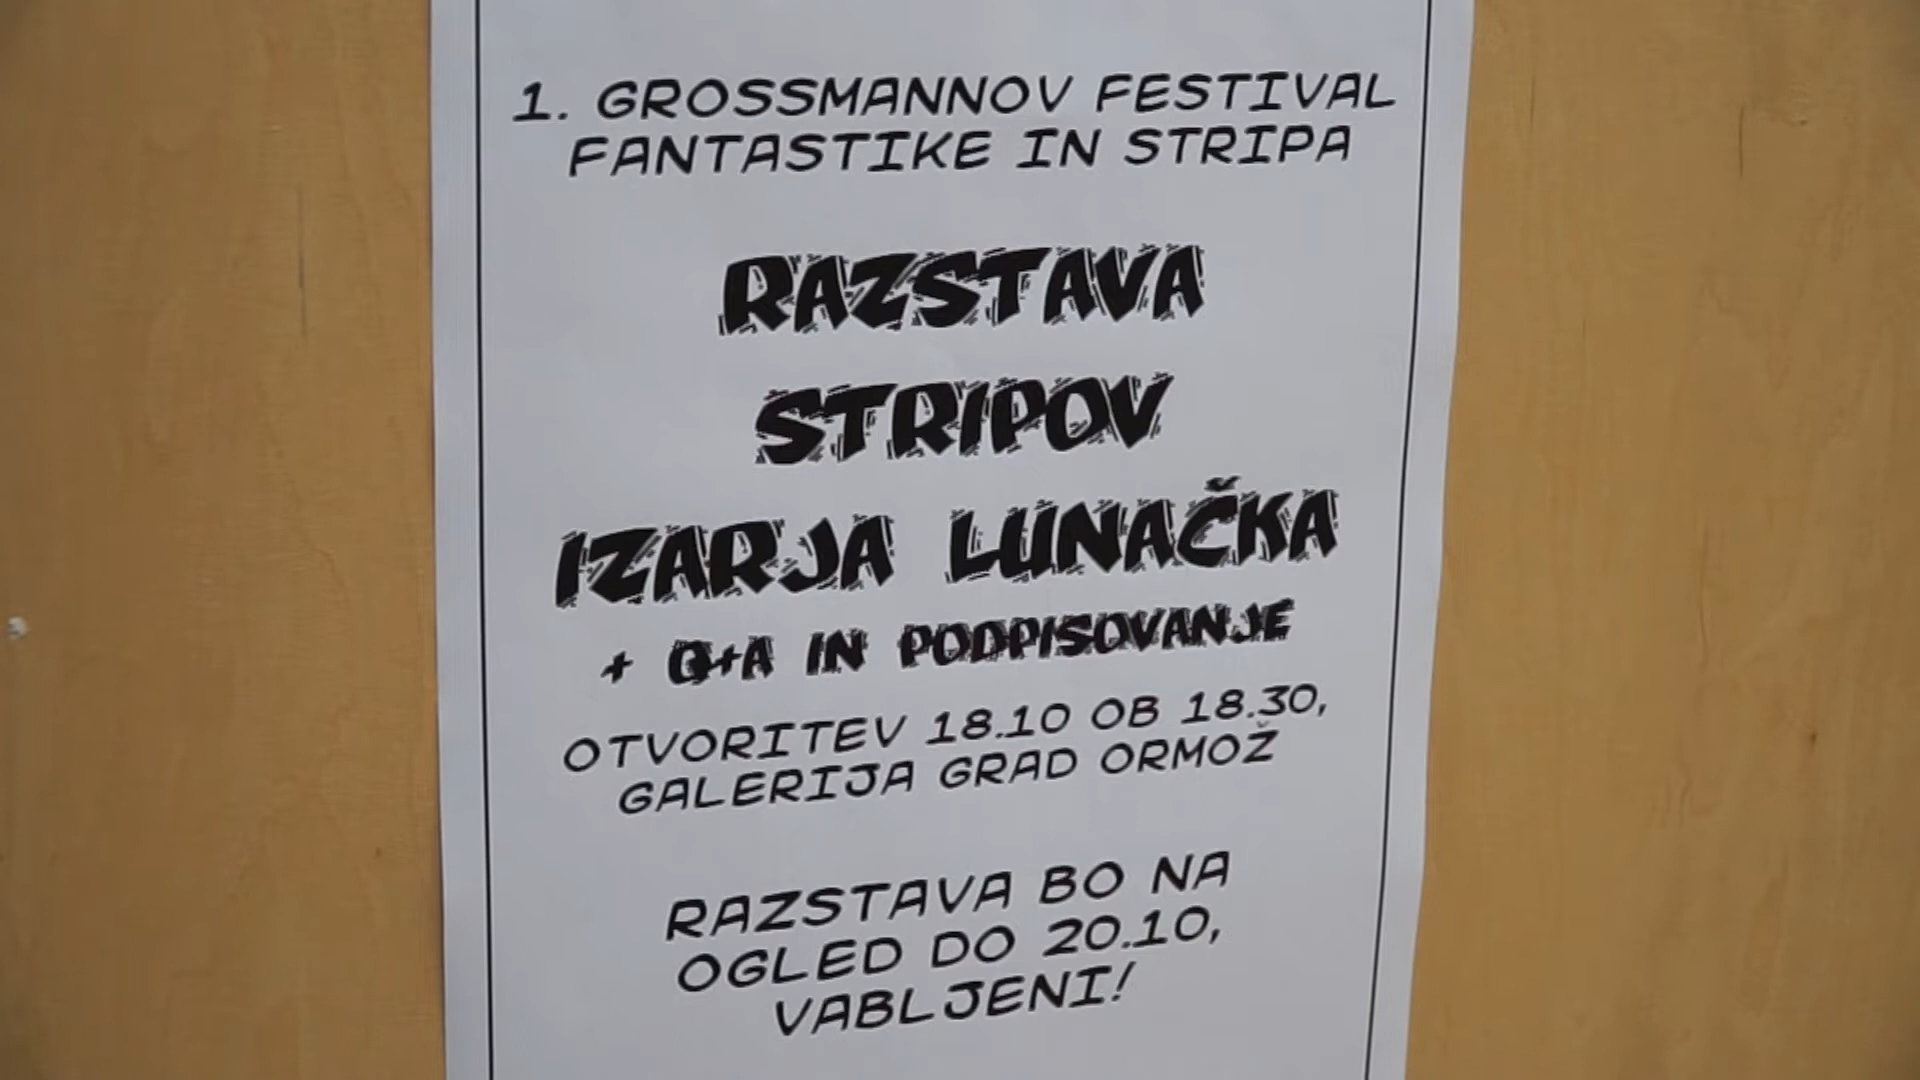 1. GROSSMANNOV FESTIVAL
FANTASTIKE IN STRIPA
RAZSTAVA
STRIPOV
IZARJA LUNAČKA
+ Q+A IN PODPISOVANJE
OTVORITEV 18.10 OB 18.30,
GALERIJA GRAD ORMOŽ
RAZSTAVA BO NA
OGLED DO 20.10,
VABLJENI!